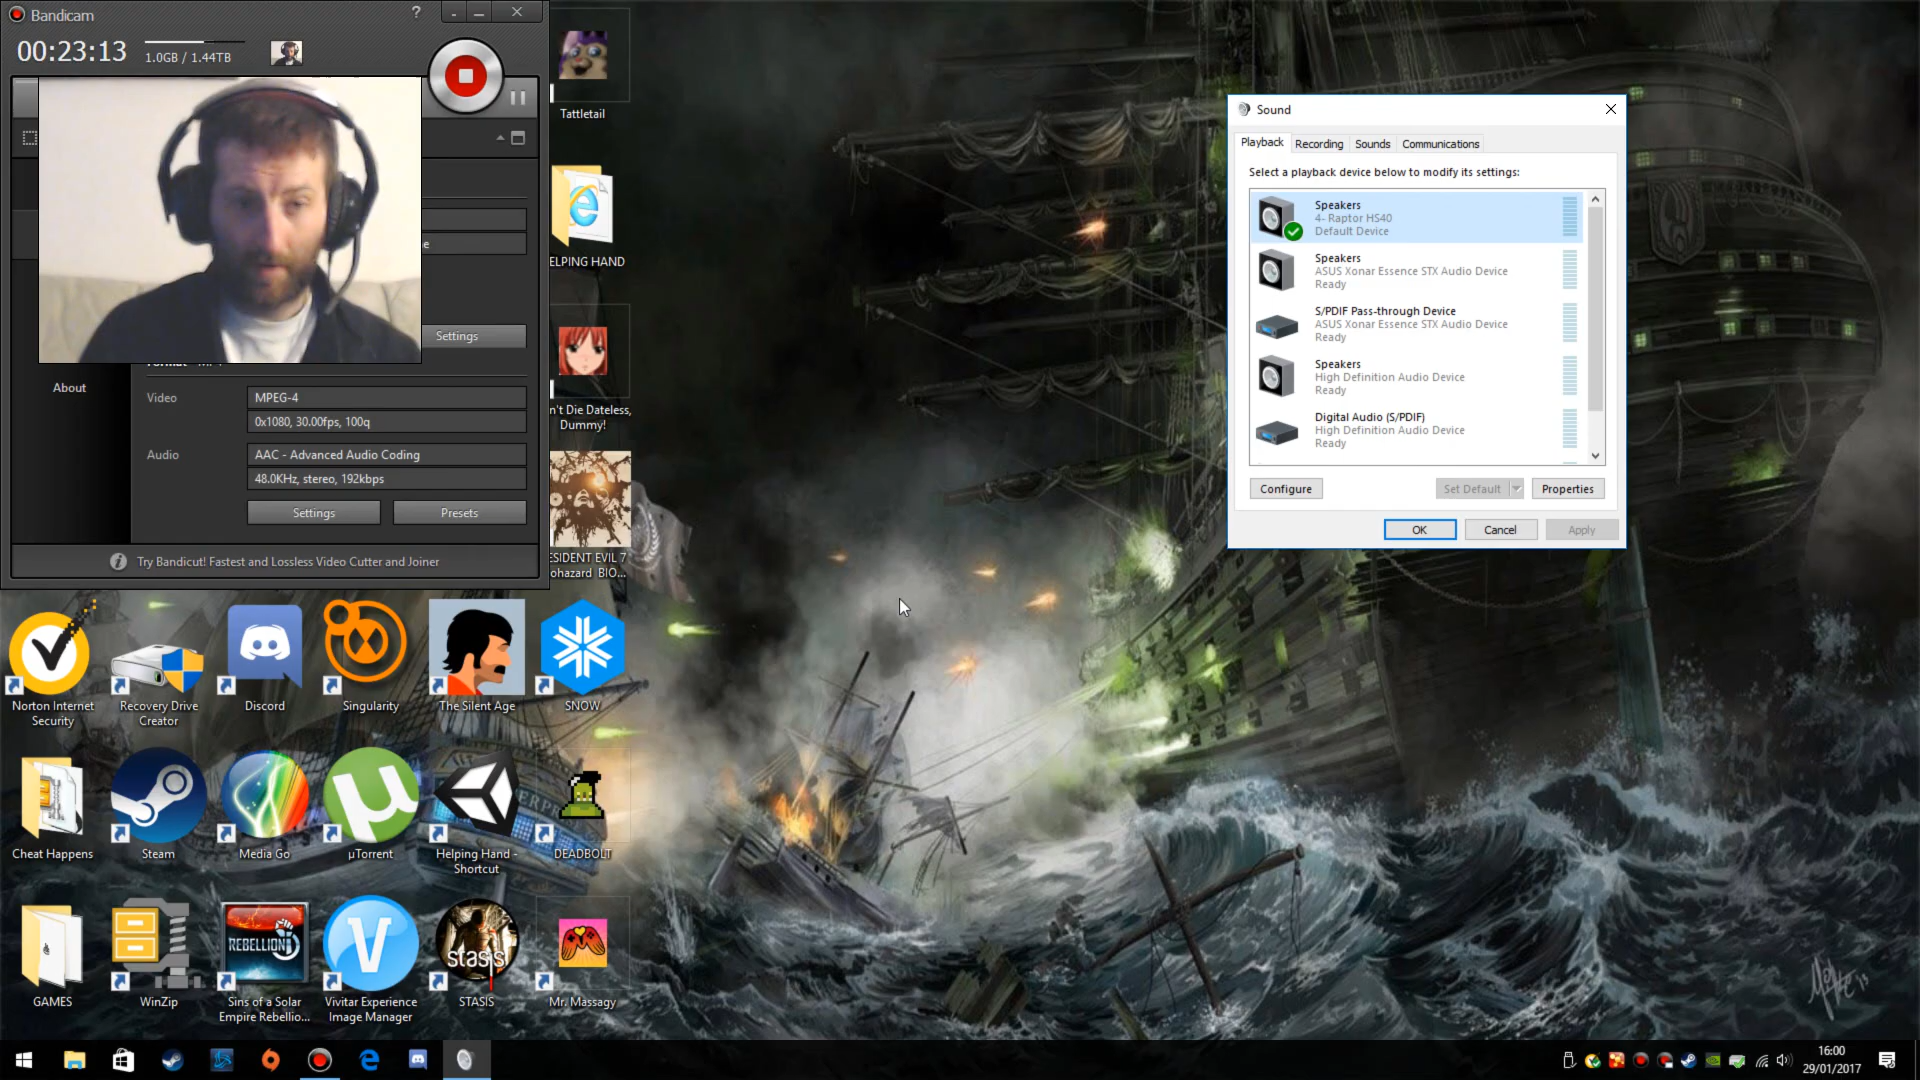 Bandicam
?
00:23:13
1.0GB / 1.44TB
Settings
About
Video
MPEG-4
0x1080, 30.00fps, 100q
Audio
AAC - Advanced Audio Coding
48.0KHz, stereo, 192kbps
Settings
Presets
Try Bandicut! Fastest and Lossless Video Cutter and Joiner
Tattletail
ELPING HAND
n't Die Dateless,
Dummy!
ESIDENT EVIL 7
ohazard BIO...
Sound
Playback
Recording
Sounds
Communications
Select a playback device below to modify its settings:
Speakers
4- Raptor HS40
Default Device
Speakers
ASUS Xonar Essence STX Audio Device
Ready
S/PDIF Pass-through Device
ASUS Xonar Essence STX Audio Device
Ready
Speakers
High Definition Audio Device
Ready
Digital Audio (S/PDIF)
High Definition Audio Device
Ready
Configure
Set Default
Properties
OK
Cancel
Apply
Norton Internet
Security
Recovery Drive
Creator
Discord
Singularity
The Silent Age
SNOW
Cheat Happens
Steam
Media Go
µTorrent
Helping Hand -
Shortcut
DEADBOLT
REBELLION
stasis
GAMES
WinZip
Sins of a Solar
Empire Rebellio...
Vivitar Experience
Image Manager
STASIS
Mr. Massagy
16:00
29/01/2017